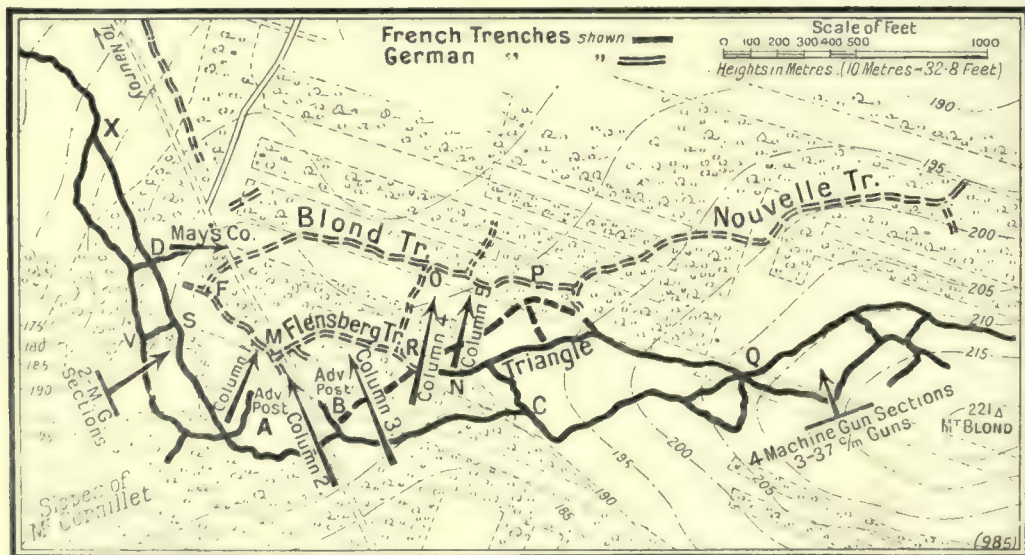 French Trenches shown
German " "
Scale of Feet
0 100 200 300 400 500 1000
Heights in Metres. (10 Metres=32·8 Feet)
To Nauroy
190
X
195
Nouvelle Tr.
200
Blond Tr.
D
May's Co.
O
P
205
F
210
175
180
185
190
V
S
M
Flensberg Tr.
R
Triangle
215
N
Q
2-M.G
Sections
Column 1
Adv
Post
A
Adv
Post
B
Column 2
Column 3
Column 4
Column 5
C
4 Machine Gun Sections
3-37 c/m Guns
221
MT BLOND
200
195
190
185
205
Slopes of
Mt Cornillet
(985)